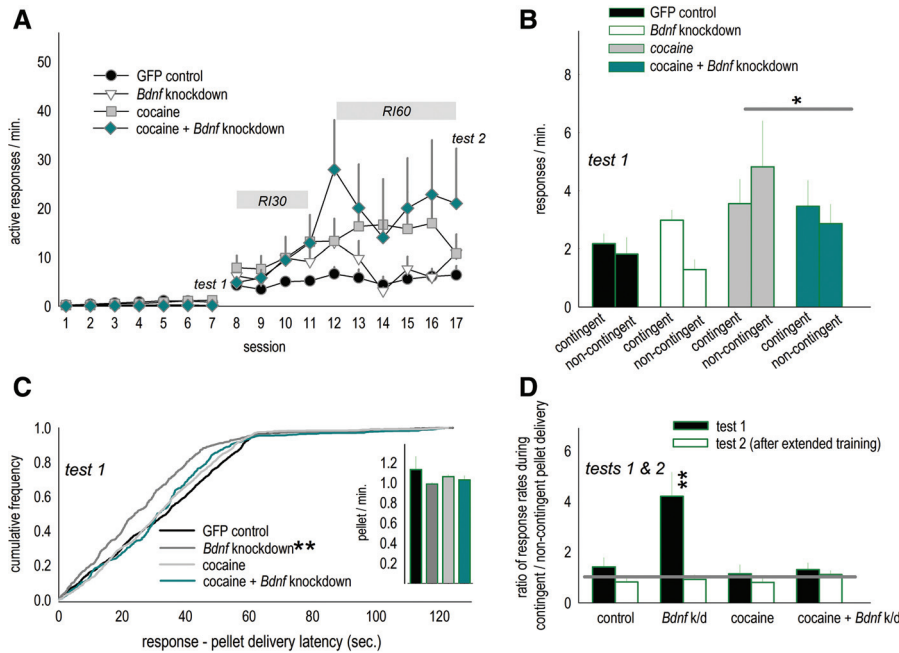 A
active responses / min.
50
40
30
20
10
0
GFP control
Bdnf knockdown
cocaine
cocaine + Bdnf knockdown
RI60
RI30
test 2
test 1
1 2 3 4 5 6 7 8 9 10 11 12 13 14 15 16 17
session
B
GFP control
Bdnf knockdown
cocaine
cocaine + Bdnf knockdown
responses / min.
8
6
4
2
0
*
test 1
contingent
non-contingent
contingent
non-contingent
contingent
non-contingent
contingent
non-contingent
C
cumulative frequency
1.0
0.8
0.6
0.4
0.2
0.0
test 1
GFP control
Bdnf knockdown**
cocaine
cocaine + Bdnf knockdown
pellet / min.
1.2
1.0
0.8
0.6
0.4
0.2
0 20 40 60 80 100 120
response - pellet delivery latency (sec.)
D
test 1
test 2 (after extended training)
ratio of response rates during
contingent / non-contingent pellet delivery
6
4
2
0
tests 1 & 2
**
control Bdnf k/d cocaine cocaine + Bdnf k/d